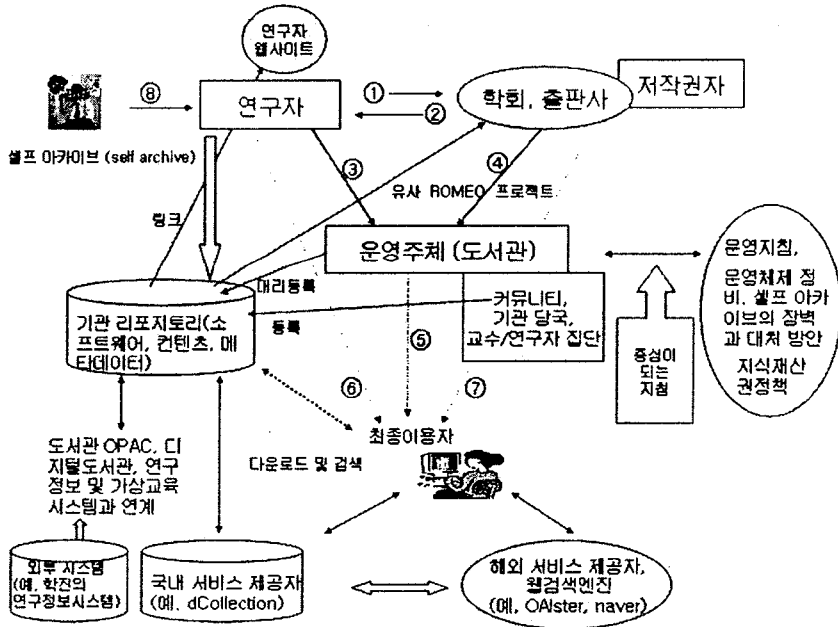 연구자
웹사이트
⑧
연구자
①
②
학회, 출판사
저작권자
셀프 아카이브 (self archive)
③
④
유사 ROMEO 프로젝트
링크
운영주체 (도서관)
대리등록
등록
커뮤니티,
기관 당국,
교수/연구자 집단
기관 리포지토리(소
프트웨어, 컨텐츠, 메
타데이터)
중심이
되는
지침
운영지침,
운영체제 정
비, 셀프 아카
이브의 장벽
과 대처 방안
지식재산
권정책
⑤
⑥
⑦
최종이용자
다운로드 및 검색
도서관 OPAC, 디
지털도서관, 연구
정보 및 가상교육
시스템과 연계
외부 시스템
(예, 학진의
연구정보시스템)
국내 서비스 제공자
(예, dCollection)
해외 서비스 제공자,
웹검색엔진
(예, OAIster, naver)